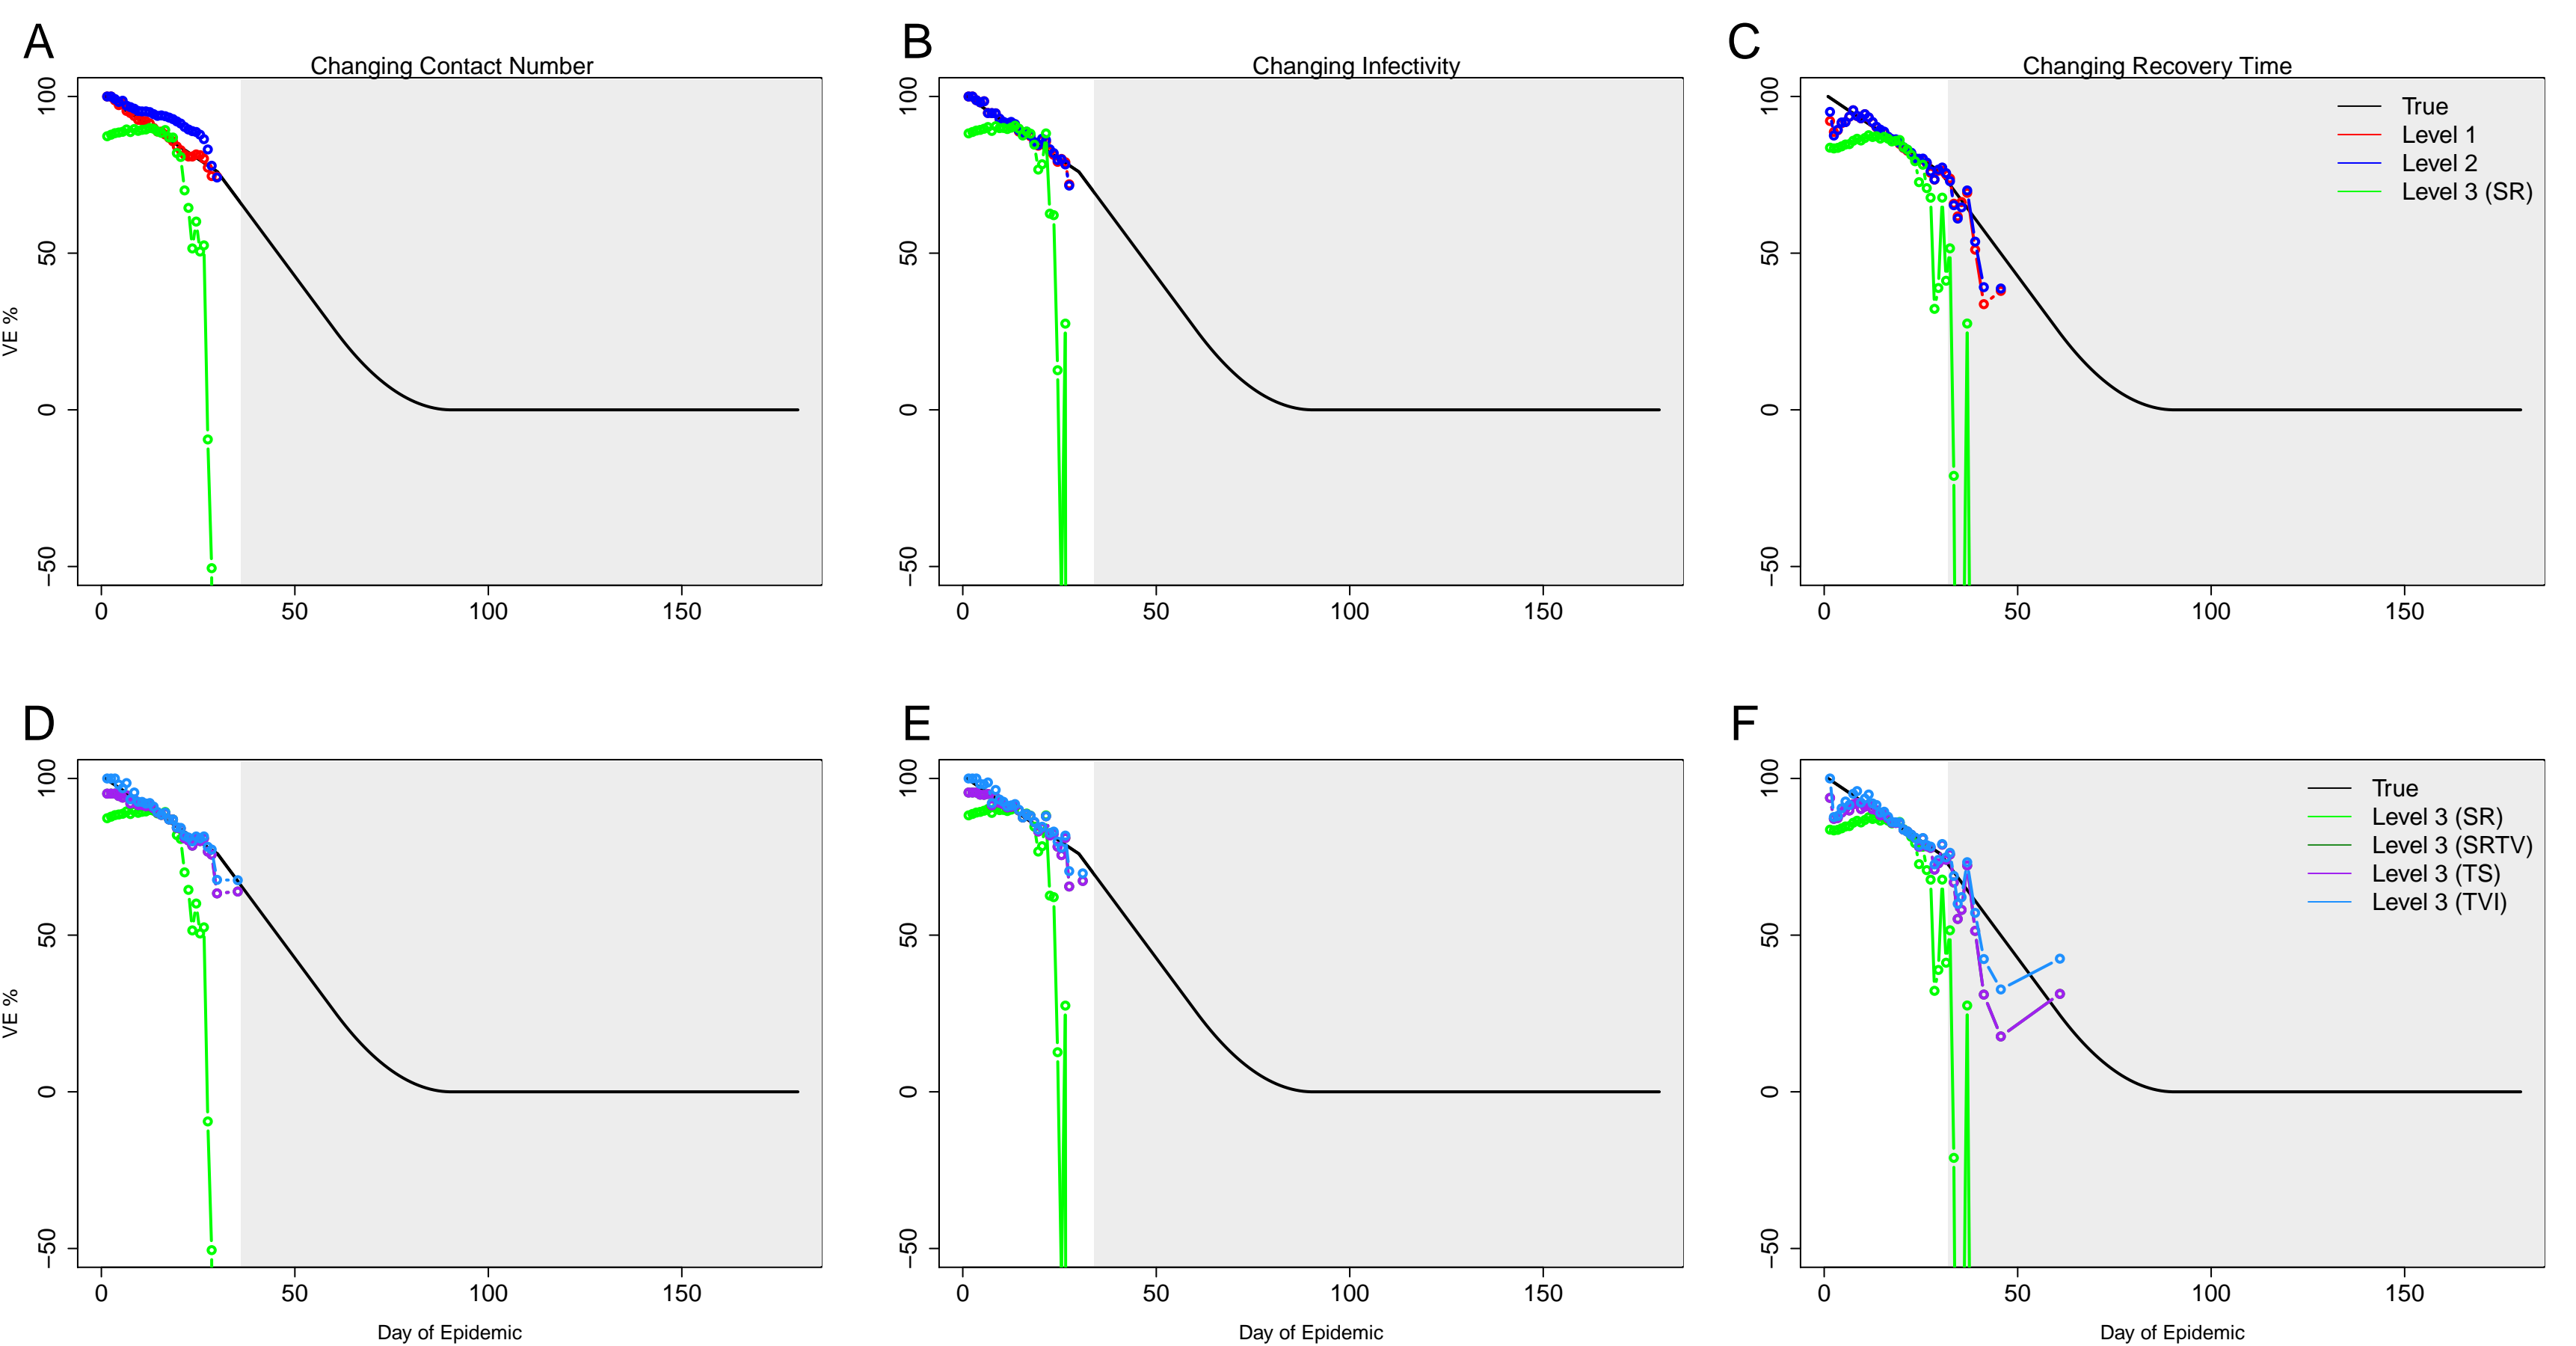 A
B
C
Changing Contact Number
Changing Infectivity
Changing Recovery Time
VE %
100
50
0
−50
0 50 100 150
100
50
0
−50
0 50 100 150
100
50
0
−50
0 50 100 150
True
Level 1
Level 2
Level 3 (SR)
D
E
F
VE %
100
50
0
−50
0 50 100 150
Day of Epidemic
100
50
0
−50
0 50 100 150
Day of Epidemic
100
50
0
−50
0 50 100 150
Day of Epidemic
True
Level 3 (SR)
Level 3 (SRTV)
Level 3 (TS)
Level 3 (TVI)